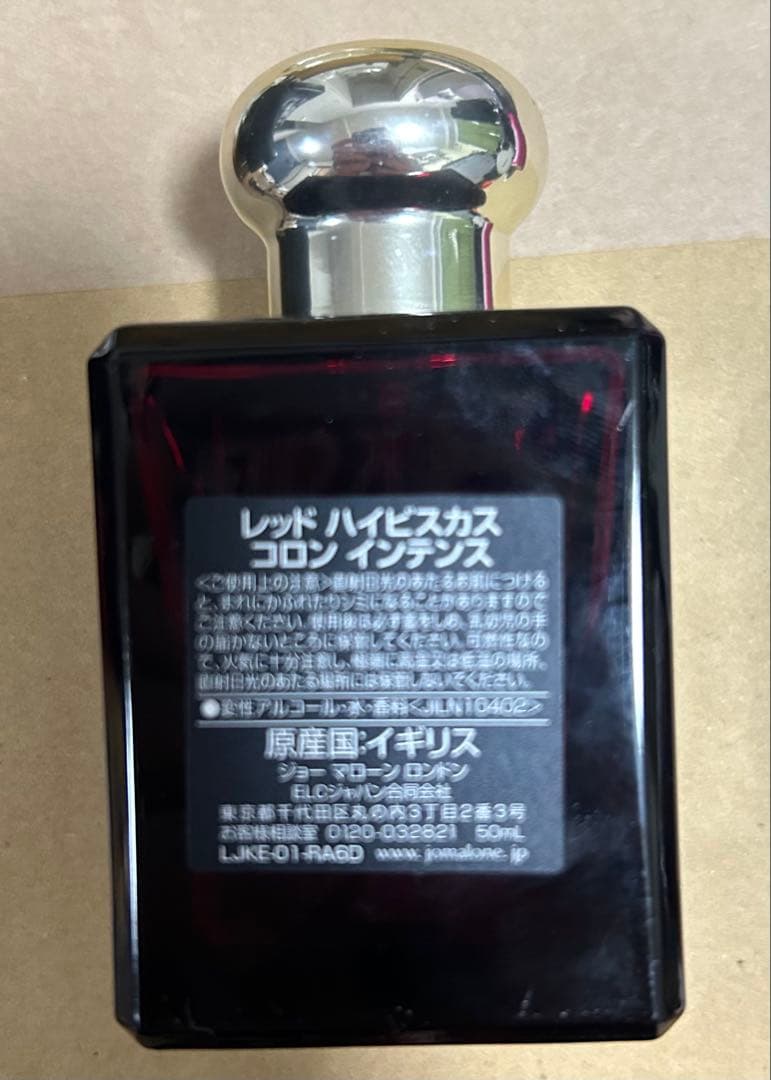 レッド ハイビスカス
コロン インテンス
<ご使用上の注意>直射日光のあたるお肌につける
と、まれにかぶれたりシミになることがありますので
ご注意ください。使用後は必ず蓋をしめ、乳幼児の手
の届かないところに保管してください。可燃性なの
で、火気に十分注意し、極端に高温又は低温の場所、
直射日光のあたる場所には保管しないでください。
●変性アルコール・水・香料<JILN10402>
原産国:イギリス
ジョー マローン ロンドン
ELCジャパン合同会社
東京都千代田区丸の内3丁目2番3号
お客様相談室 0120-032821 50mL
LJKE-01-RA6D www.jomalone.jp